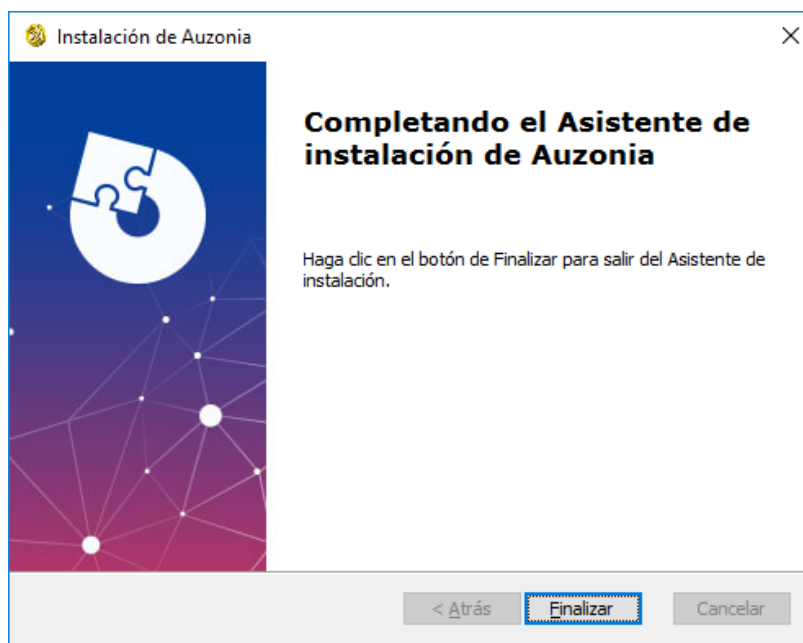 Instalación de Auzonia
Completando el Asistente de
instalación de Auzonia
Haga clic en el botón de Finalizar para salir del Asistente de
instalación.
< Atrás
Finalizar
Cancelar